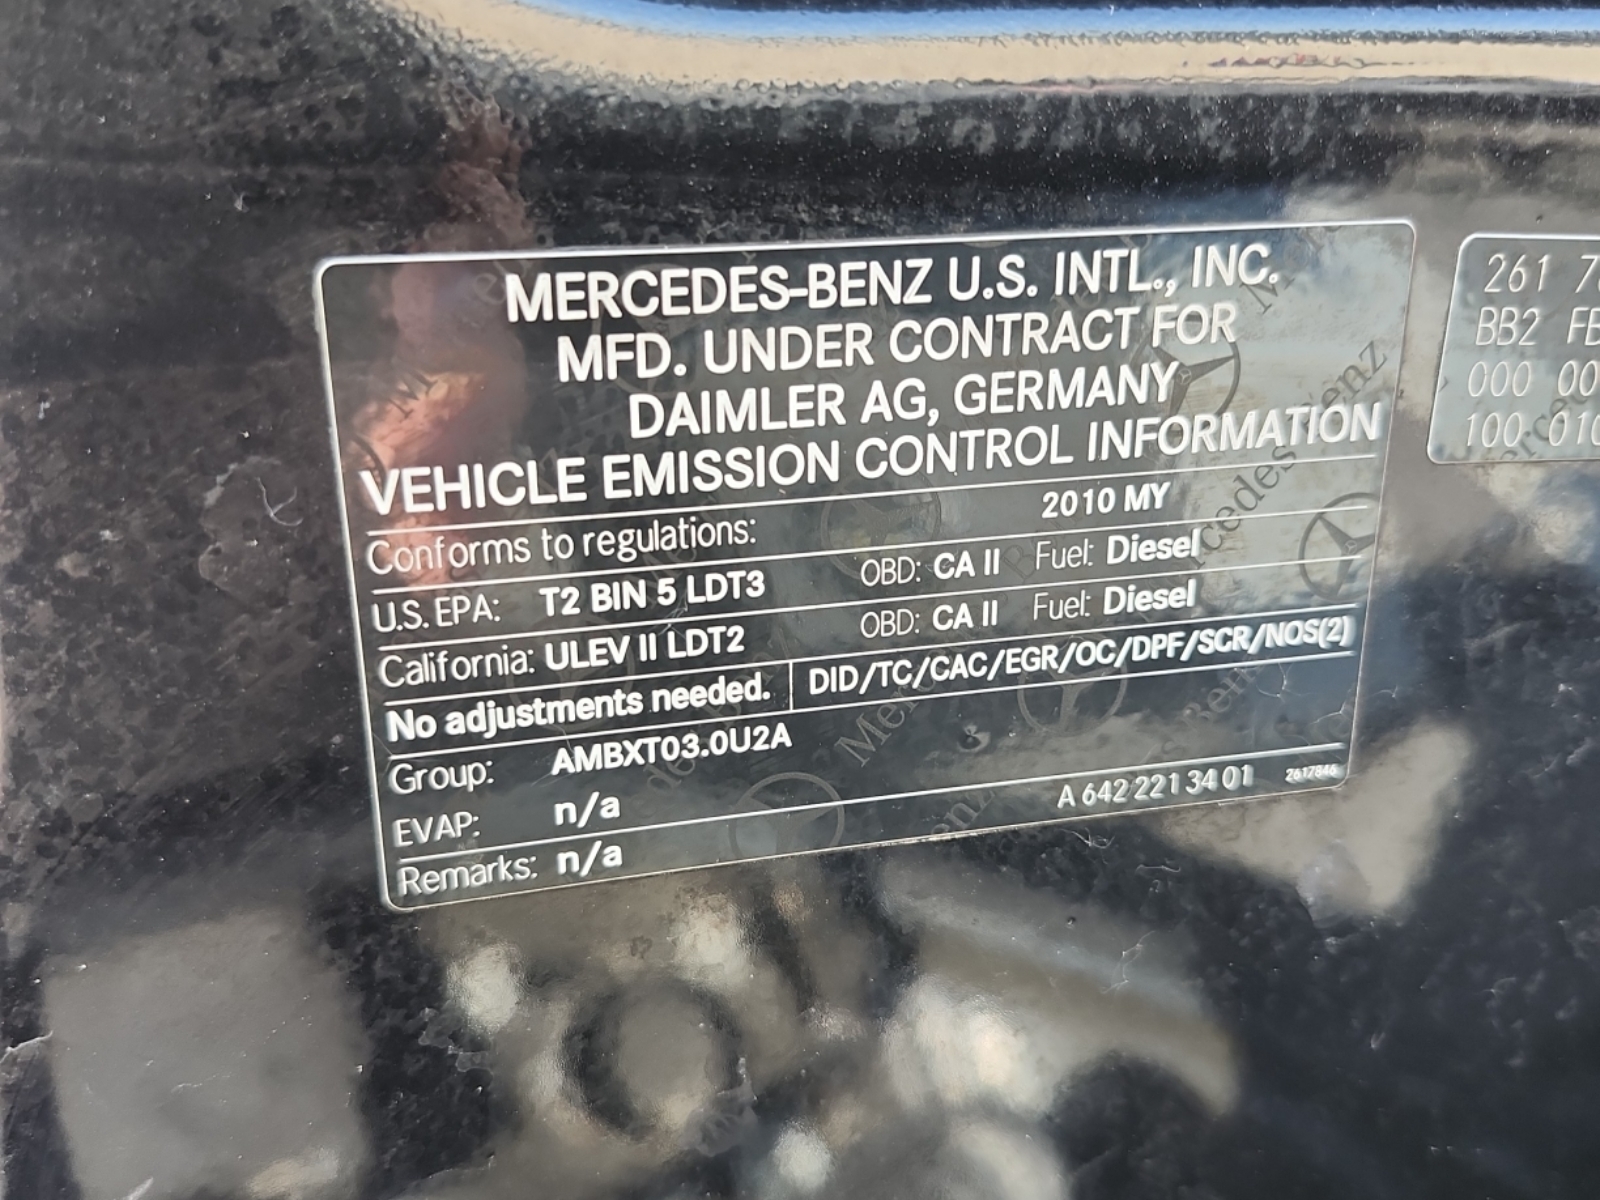 MERCEDES-BENZ U.S. INTL., INC.
MFD. UNDER CONTRACT FOR
DAIMLER AG, GERMANY
VEHICLE EMISSION CONTROL INFORMATION
Conforms to regulations: 2010 MY
U.S. EPA: T2 BIN 5 LDT3 OBD: CA II Fuel: Diesel
California: ULEV II LDT2 OBD: CA II Fuel: Diesel
No adjustments needed. DID/TC/CAC/EGR/OC/DPF/SCR/NOS(2)
Group: AMBXT03.0U2A
EVAP: n/a
Remarks: n/a A 642 221 34 01 2617846
261
BB2
000
100
Mercedes-Benz